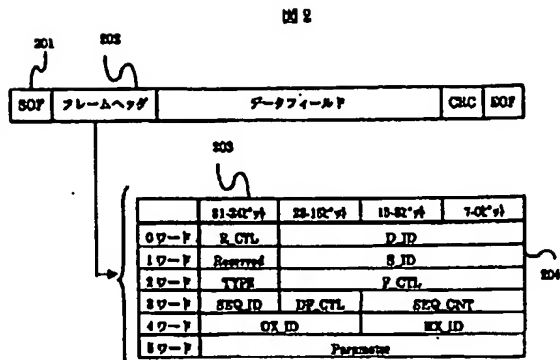 図2
201
202
SOF フレームヘッダ データフィールド CRC EOF
203
31-24ビット 23-16ビット 15-8ビット 7-0ビット
0ワード R_CTL D_ID
1ワード Reserved S_ID
2ワード TYPE F_CTL
204
3ワード SEQ_ID DF_CTL SEQ_CNT
4ワード OX_ID RX_ID
5ワード Parameter